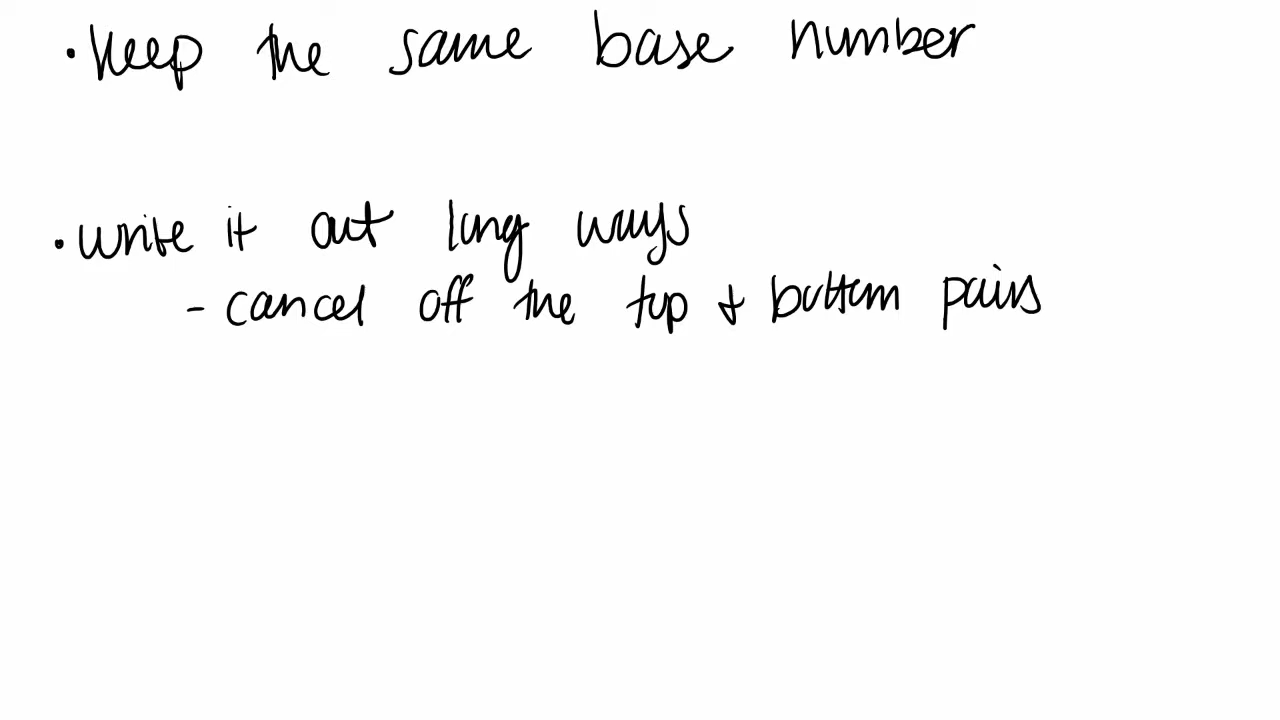 • Keep the same base number
• write it out long ways
- cancel off the top & bottom pairs